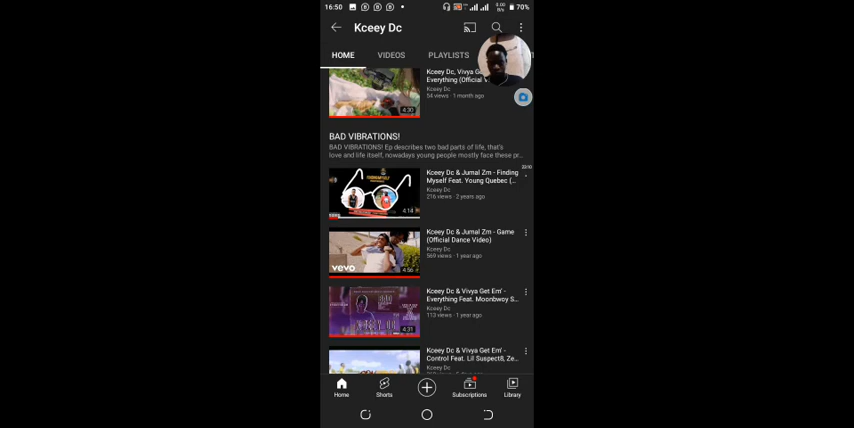 16:50
70%
Kceey Dc
HOME VIDEOS PLAYLISTS
Kceey Dc, Vivya Ge
Everything (Official V
Kceey Dc
54 views · 1 month ago
4:30
BAD VIBRATIONS!
BAD VIBRATIONS! Ep describes two bad parts of life, that's
love and life itself, nowadays young people mostly face these pr...
Kceey Dc & Jumal Zm - Finding
Myself Feat. Young Quebec (...
Kceey Dc
216 views · 2 years ago
4:14
Kceey Dc & Jumal Zm - Game
(Official Dance Video)
Kceey Dc
569 views · 1 year ago
vevo
4:56
Kceey Dc & Vivya Get Em' -
Everything Feat. Moonbwoy S...
Kceey Dc
113 views · 1 year ago
4:31
Kceey Dc & Vivya Get Em' -
Control Feat. Lil Suspect8, Ze...
Home Shorts Subscriptions Library